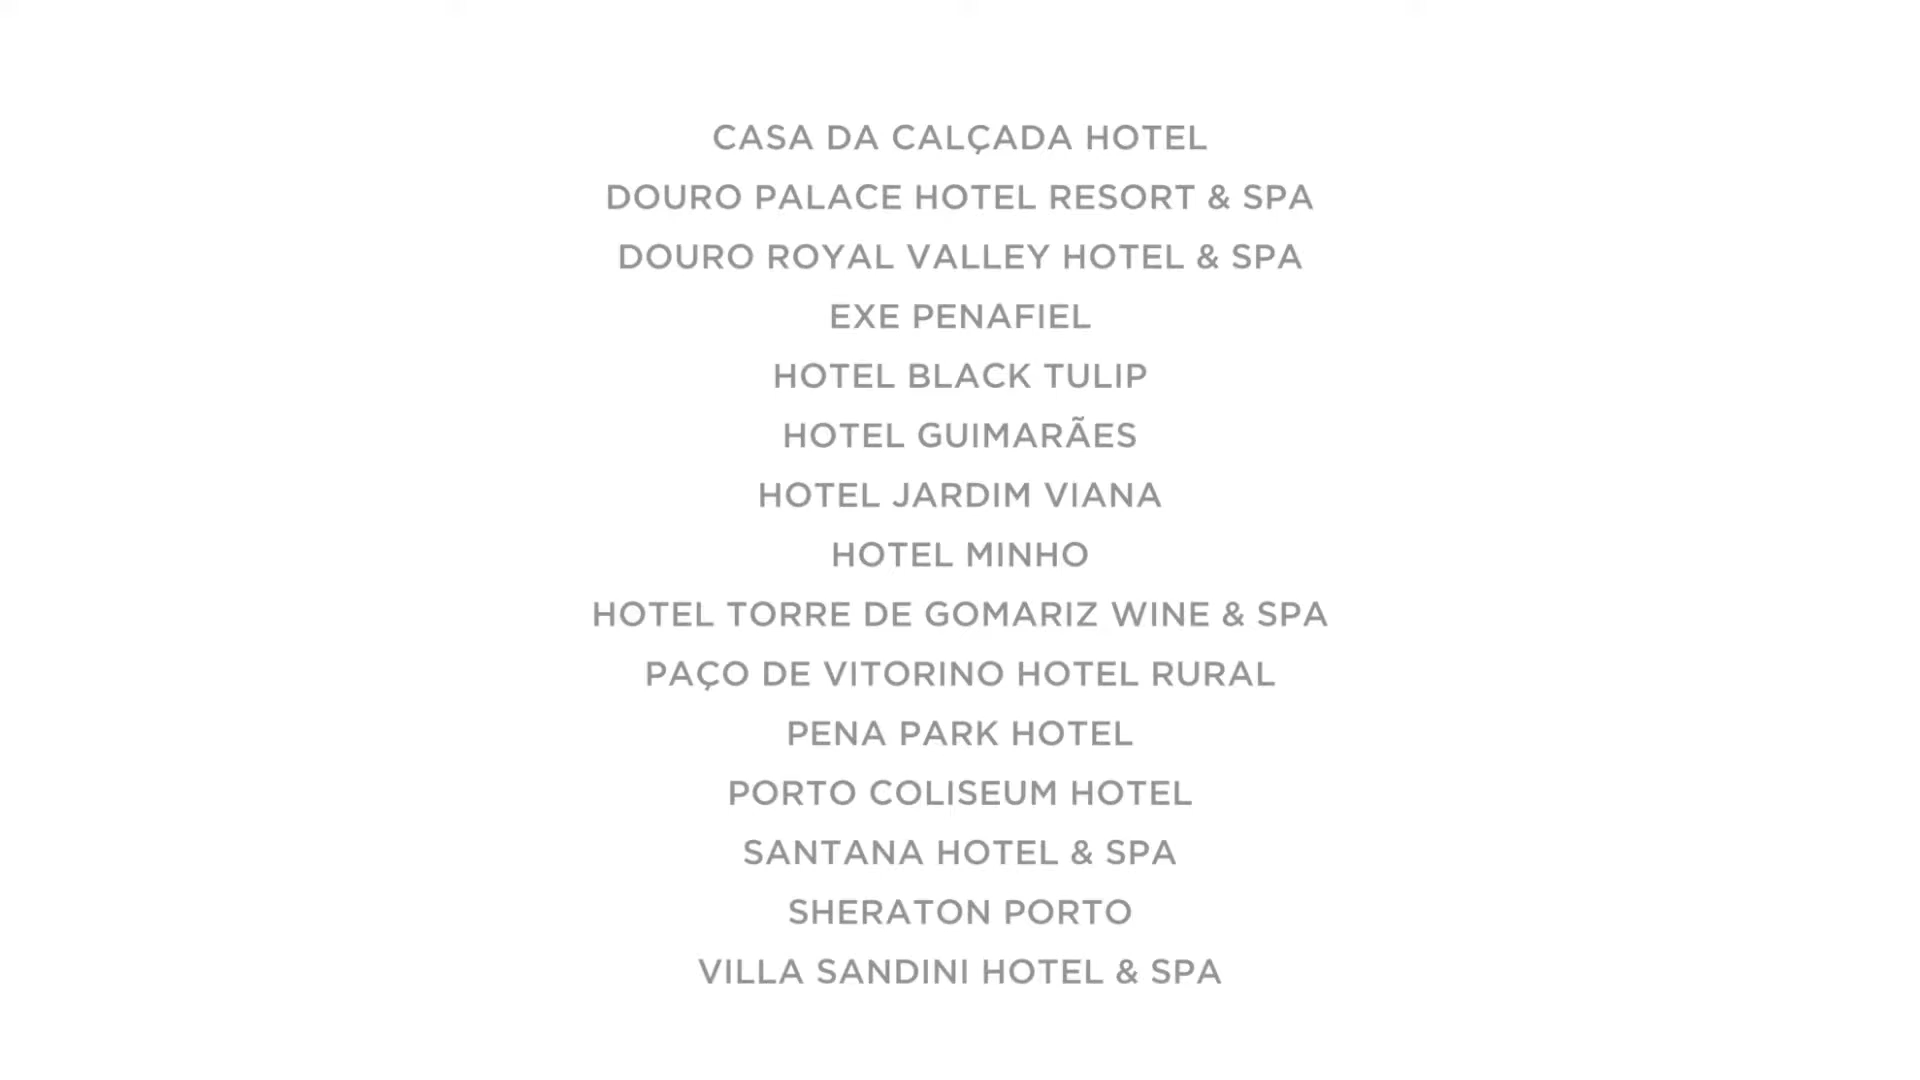 CASA DA CALÇADA HOTEL
DOURO PALACE HOTEL RESORT & SPA
DOURO ROYAL VALLEY HOTEL & SPA
EXE PENAFIEL
HOTEL BLACK TULIP
HOTEL GUIMARÃES
HOTEL JARDIM VIANA
HOTEL MINHO
HOTEL TORRE DE GOMARIZ WINE & SPA
PAÇO DE VITORINO HOTEL RURAL
PENA PARK HOTEL
PORTO COLISEUM HOTEL
SANTANA HOTEL & SPA
SHERATON PORTO
VILLA SANDINI HOTEL & SPA